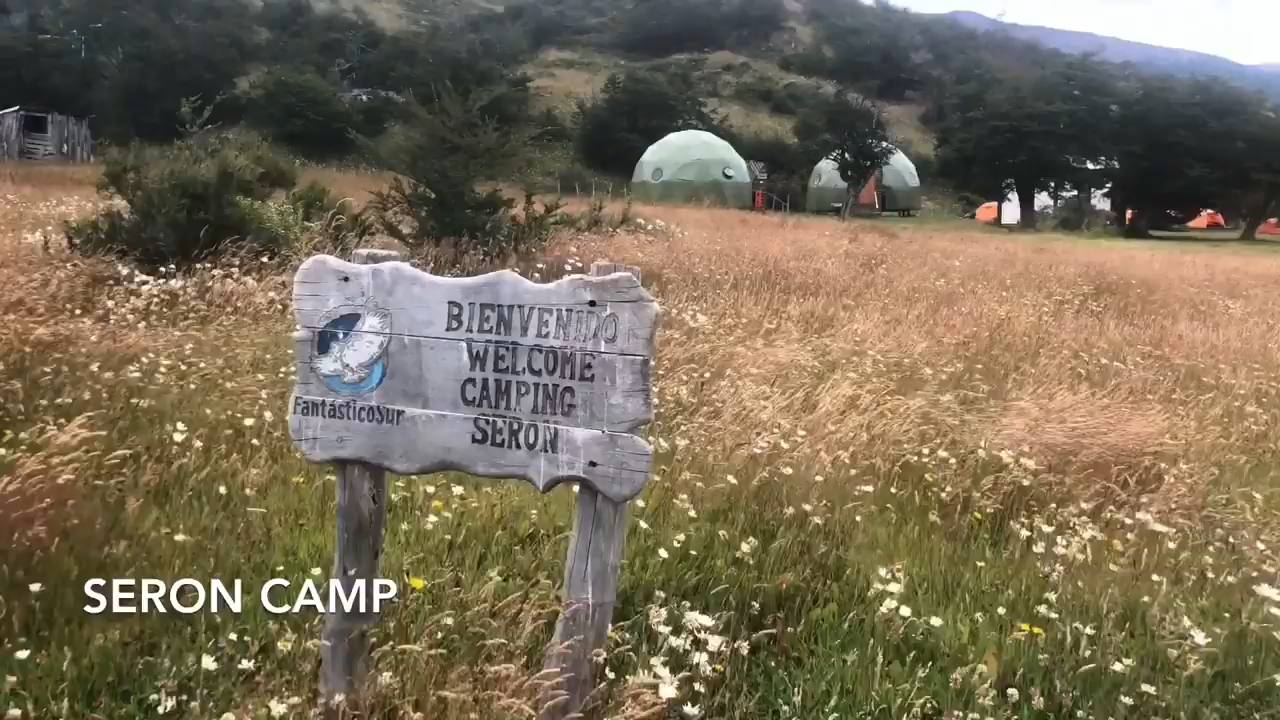 BIENVENIDO
WELCOME
CAMPING
SERON
FantásticoSur
SERON CAMP